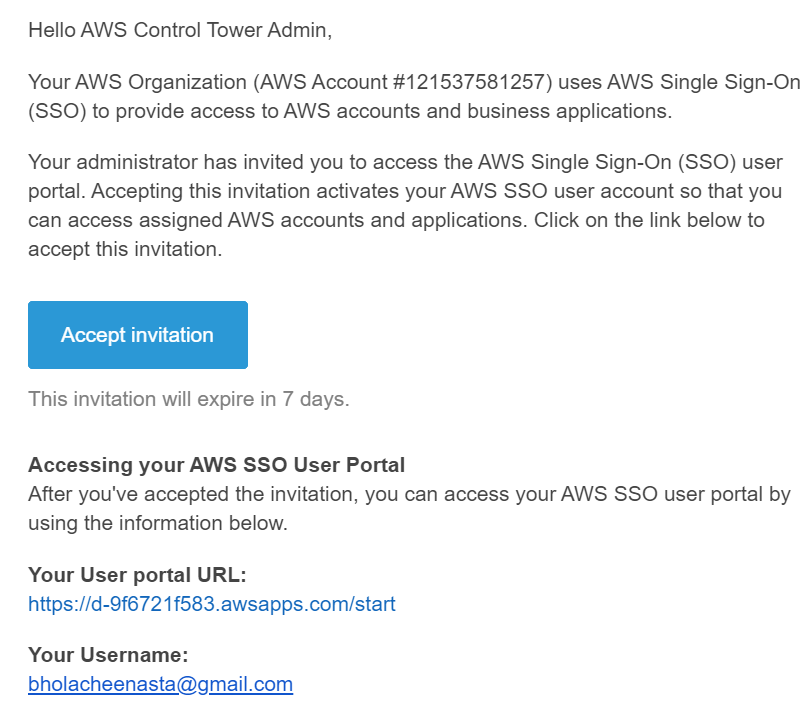 Hello AWS Control Tower Admin,
Your AWS Organization (AWS Account #121537581257) uses AWS Single Sign-On
(SSO) to provide access to AWS accounts and business applications.
Your administrator has invited you to access the AWS Single Sign-On (SSO) user
portal. Accepting this invitation activates your AWS SSO user account so that you
can access assigned AWS accounts and applications. Click on the link below to
accept this invitation.
Accept invitation
This invitation will expire in 7 days.
Accessing your AWS SSO User Portal
After you've accepted the invitation, you can access your AWS SSO user portal by
using the information below.
Your User portal URL:
https://d-9f6721f583.awsapps.com/start
Your Username:
bholacheenasta@gmail.com